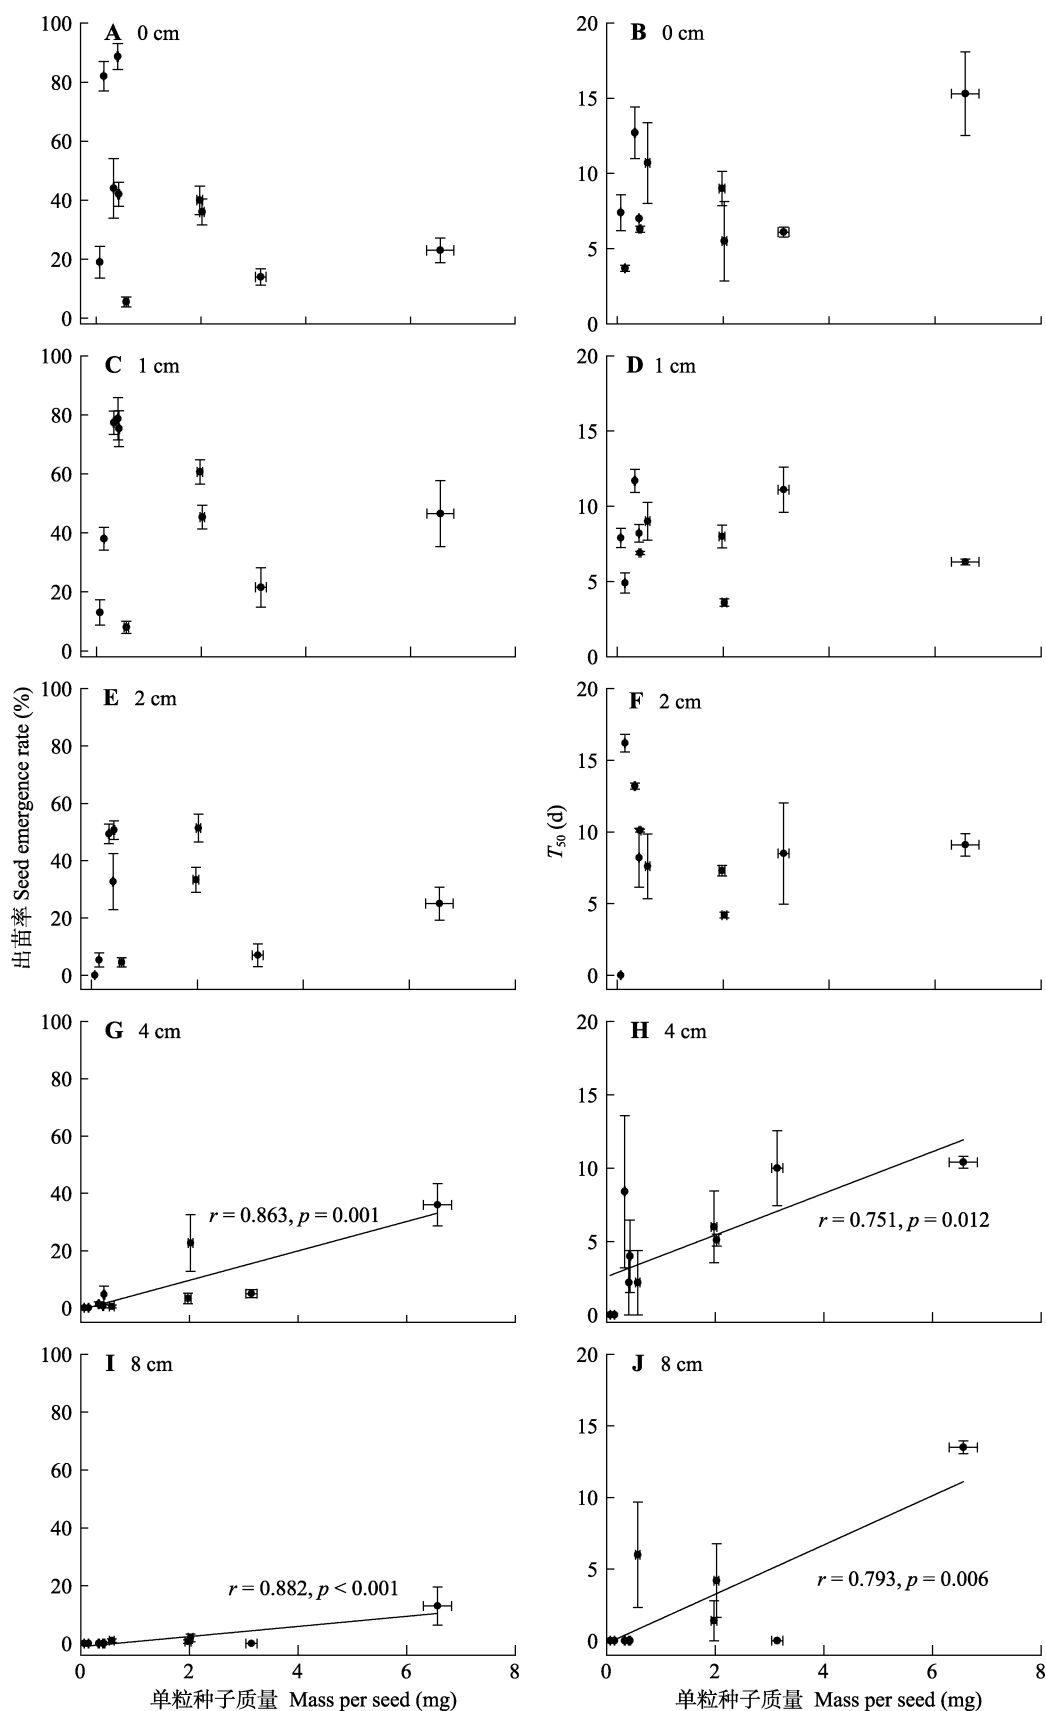 A 0 cm
100
80
60
40
20
0
B 0 cm
20
15
10
5
0
C 1 cm
100
80
60
40
20
0
D 1 cm
20
15
10
5
0
E 2 cm
100
80
60
40
20
0
F 2 cm
20
15
10
5
0
出苗率 Seed emergence rate (%)
T50 (d)
G 4 cm
100
80
60
40
20
0
r = 0.863, p = 0.001
H 4 cm
20
15
10
5
0
r = 0.751, p = 0.012
I 8 cm
100
80
60
40
20
0
r = 0.882, p < 0.001
0 2 4 6 8
单粒种子质量 Mass per seed (mg)
J 8 cm
20
15
10
5
0
r = 0.793, p = 0.006
0 2 4 6 8
单粒种子质量 Mass per seed (mg)